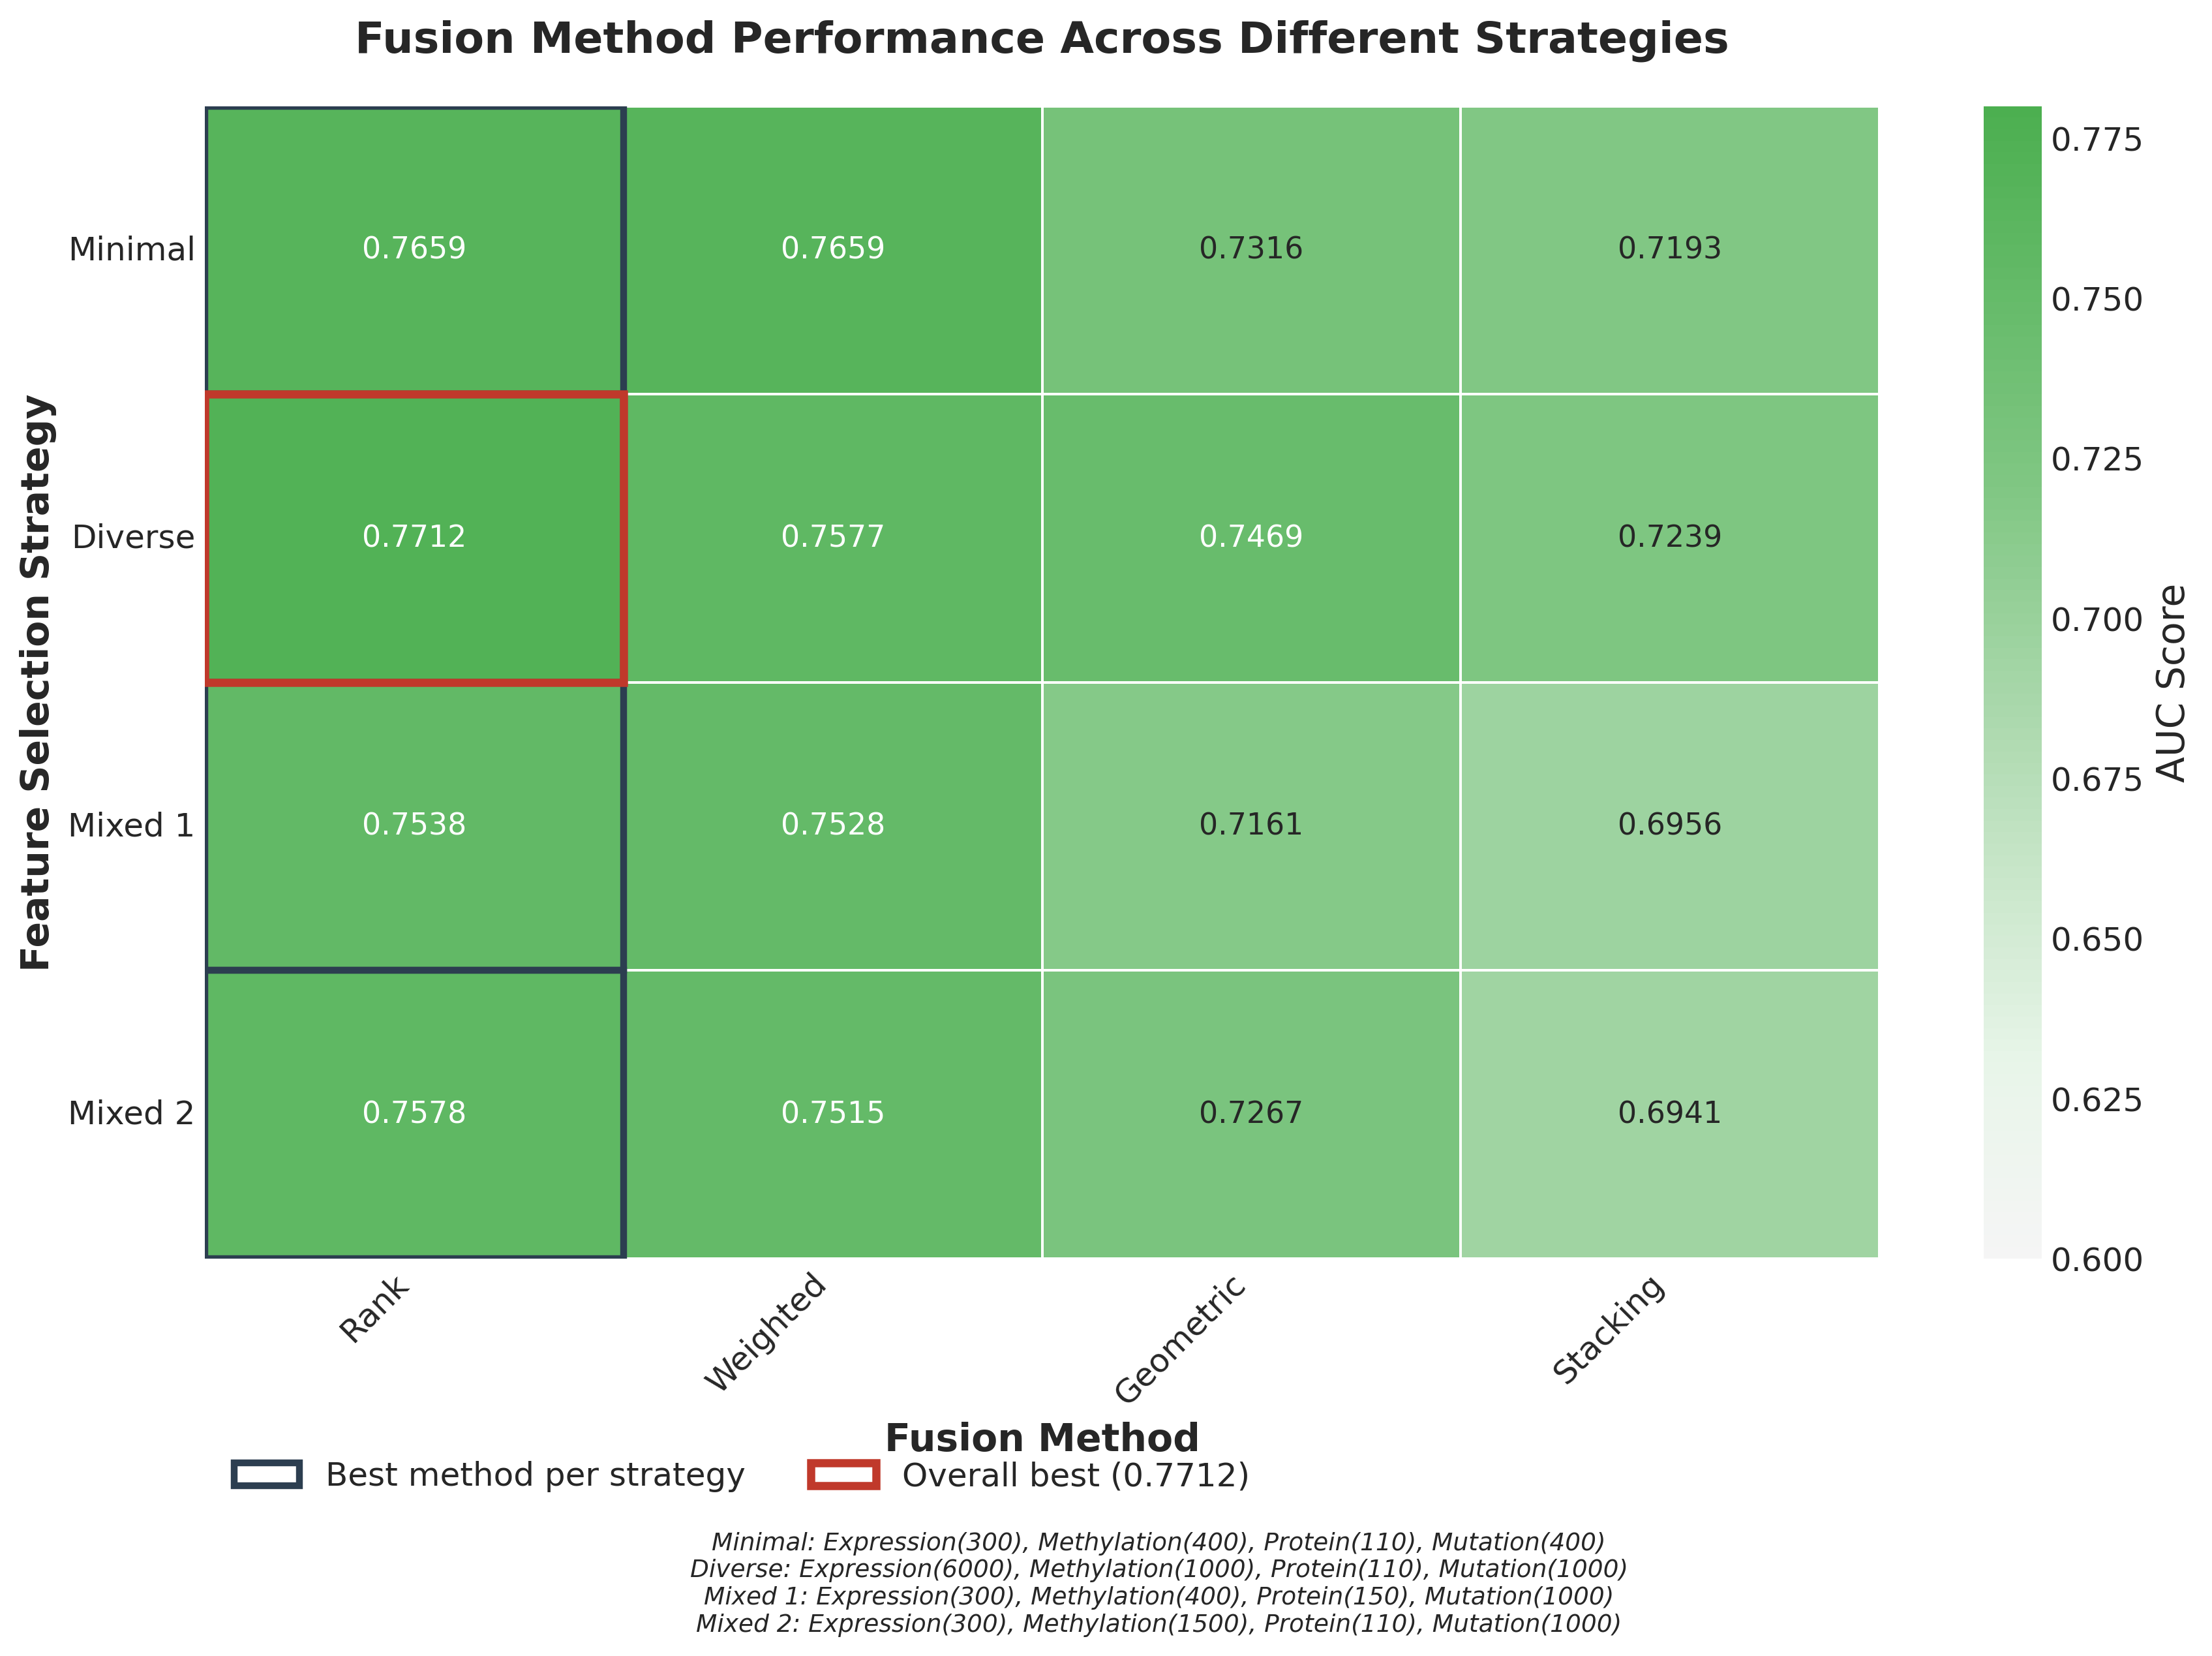 Fusion Method Performance Across Different Strategies
Feature Selection Strategy
Minimal 0.7659 0.7659 0.7316 0.7193
Diverse 0.7712 0.7577 0.7469 0.7239
Mixed 1 0.7538 0.7528 0.7161 0.6956
Mixed 2 0.7578 0.7515 0.7267 0.6941
Rank Weighted Geometric Stacking
Fusion Method
0.775
0.750
0.725
0.700
0.675
0.650
0.625
0.600
AUC Score
Best method per strategy Overall best (0.7712)
Minimal: Expression(300), Methylation(400), Protein(110), Mutation(400)
Diverse: Expression(6000), Methylation(1000), Protein(110), Mutation(1000)
Mixed 1: Expression(300), Methylation(400), Protein(150), Mutation(1000)
Mixed 2: Expression(300), Methylation(1500), Protein(110), Mutation(1000)